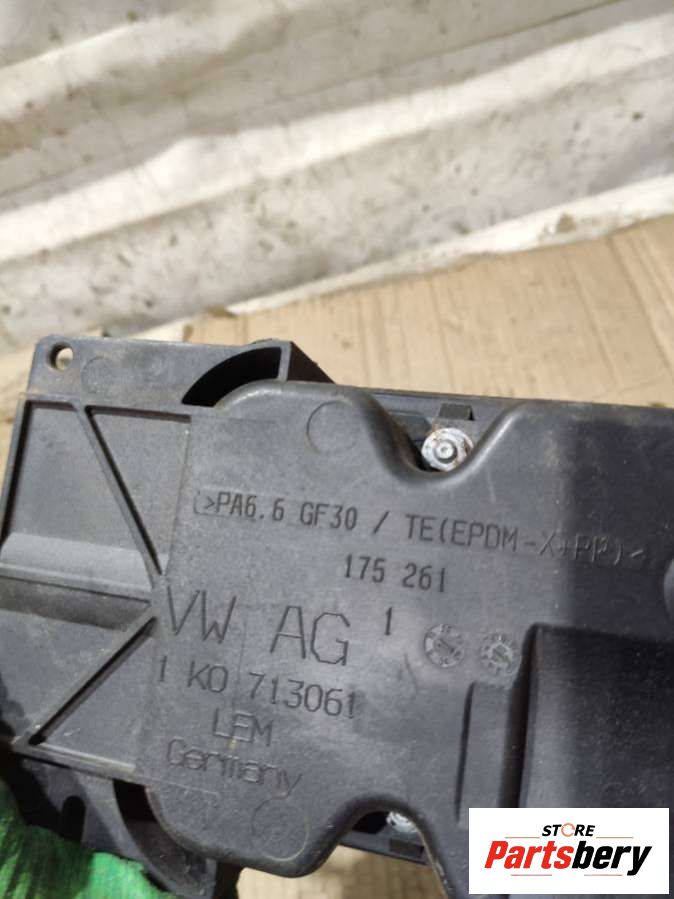 >PA6.6 GF30 / TE(EPDM-X+PP)<
175 261
VW AG 1
1 K0 713061
LEM
Germany
STORE
Partsbery